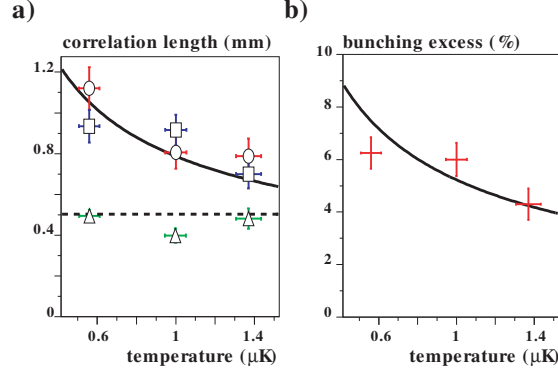 a)
correlation length (mm)
1.2
0.8
0.4
0
0.6
1
1.4
temperature (μK)
b)
bunching excess (%)
10
8
6
4
2
0
0.6
1
1.4
temperature (μK)